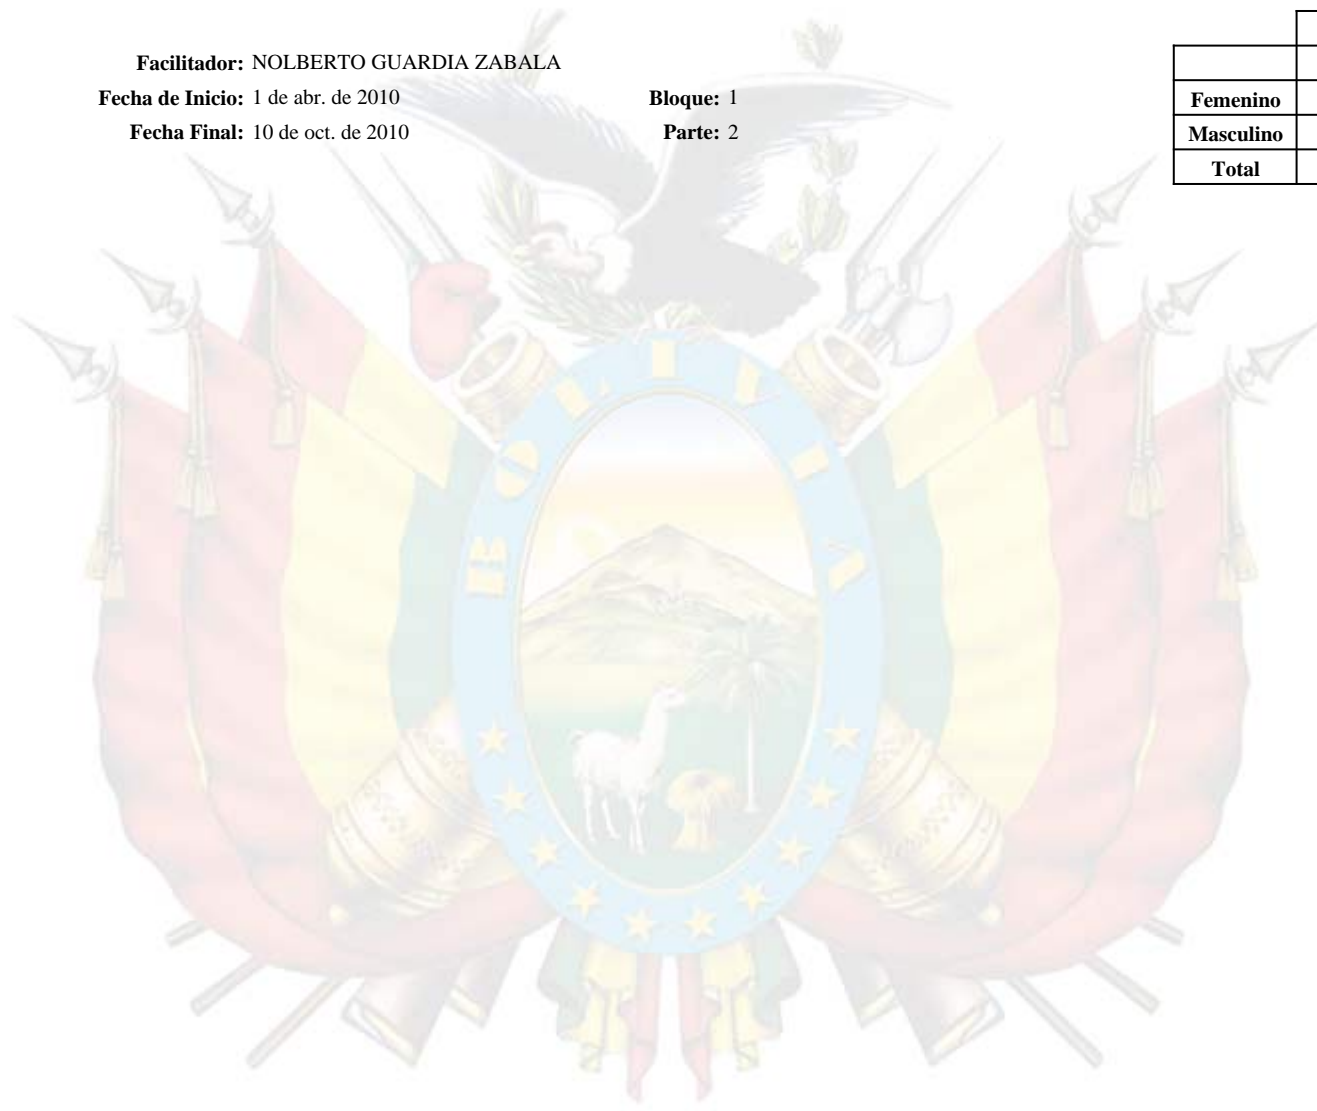 Facilitador: NOLBERTO GUARDIA ZABALA
Fecha de Inicio: 1 de abr. de 2010 Bloque: 1
Fecha Final: 10 de oct. de 2010 Parte: 2
Femenino
Masculino
Total
BOLIVIA